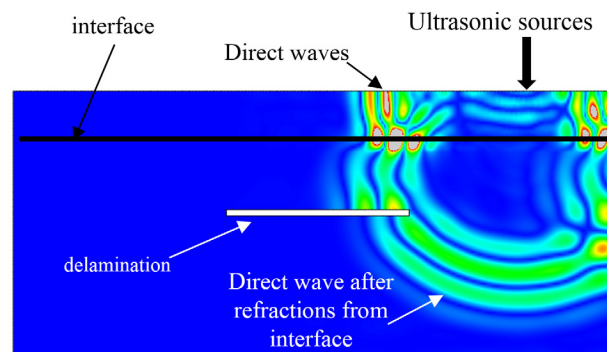 Ultrasonic sources
interface
Direct waves
delamination
Direct wave after
refractions from
interface